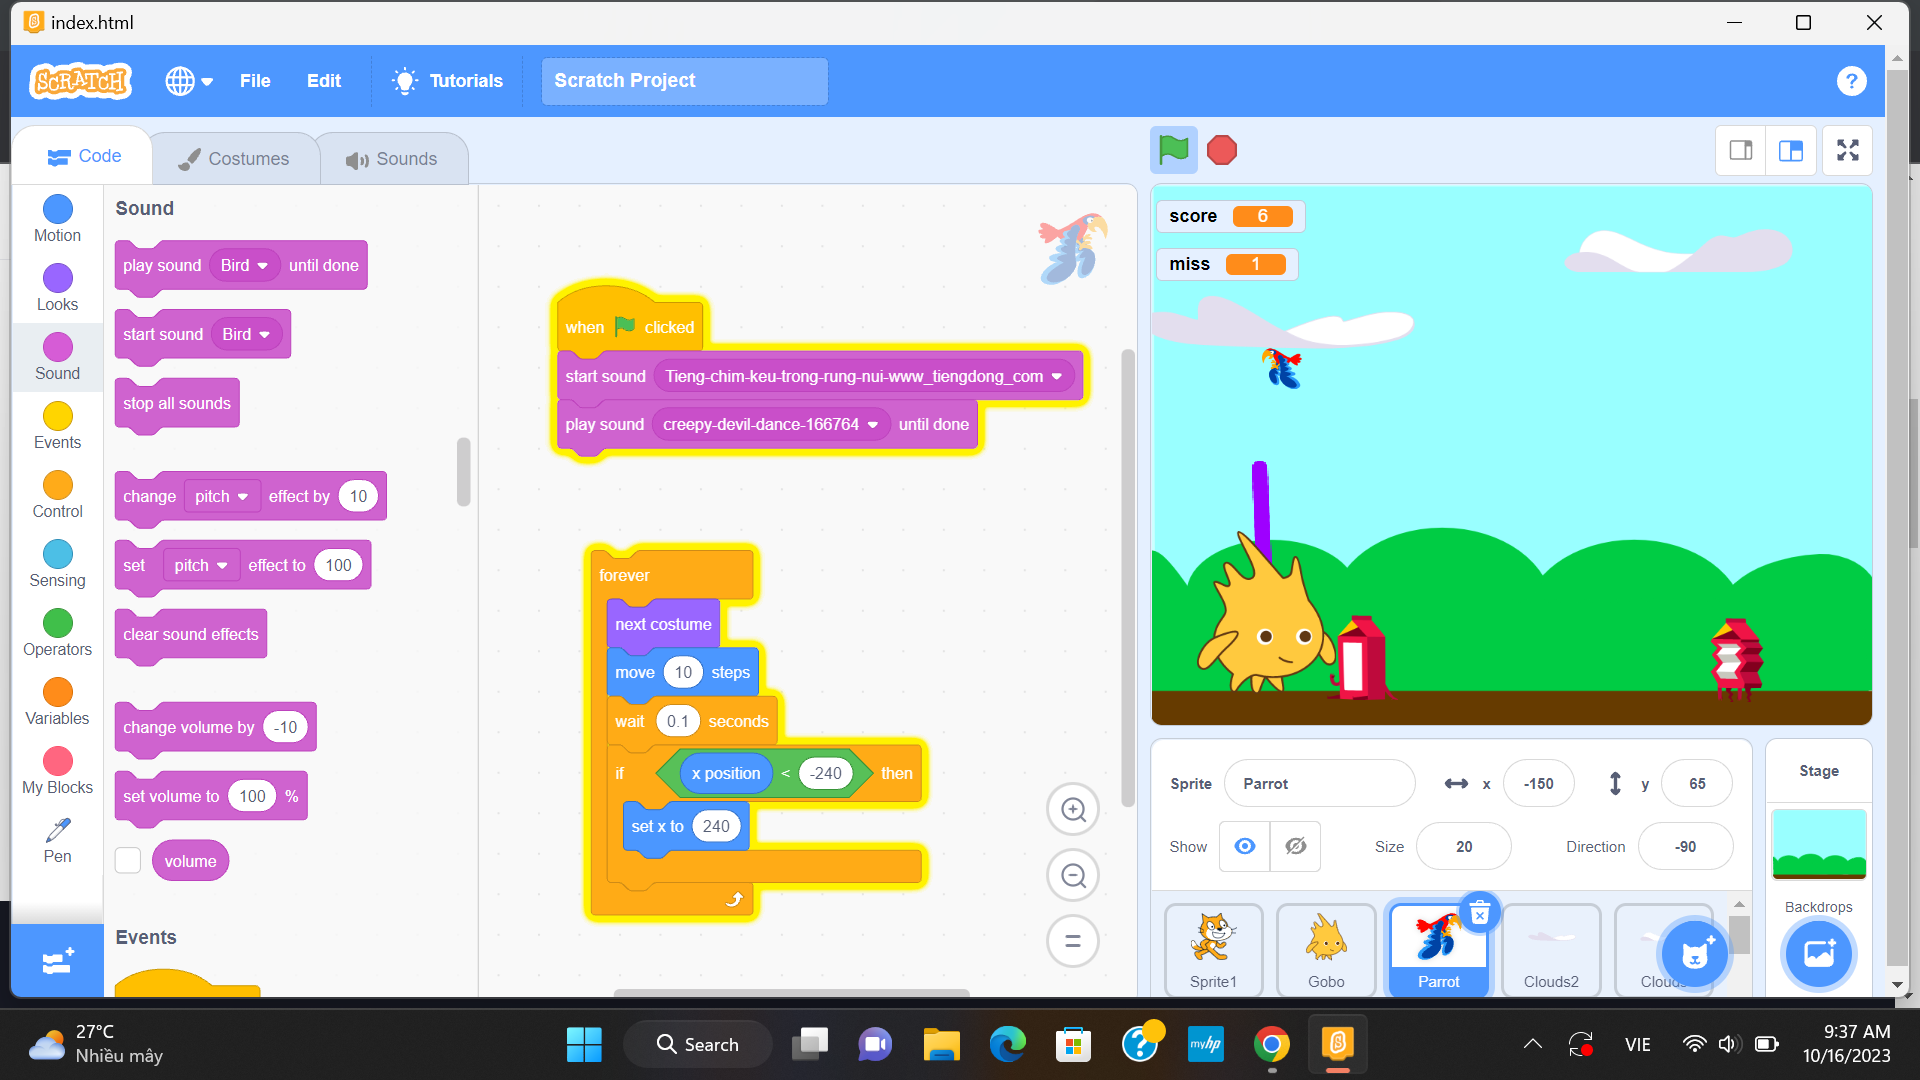 index.html
SCRATCH File Edit Tutorials Scratch Project ?
Code Costumes Sounds
Motion
Looks
Sound
Events
Control
Sensing
Operators
Variables
My Blocks
Pen
Sound
play sound Bird until done
start sound Bird
stop all sounds
change pitch effect by 10
set pitch effect to 100
clear sound effects
change volume by -10
set volume to 100 %
volume
Events
when clicked
start sound Tieng-chim-keu-trong-rung-nui-www_tiengdong_com
play sound creepy-devil-dance-166764 until done
forever
next costume
move 10 steps
wait 0.1 seconds
if x position < -240 then
set x to 240
score 6
miss 1
Sprite Parrot x -150 y 65
Show Size 20 Direction -90
Sprite1 Gobo Parrot Clouds2
Stage
Backdrops
27°C
Nhiều mây
Search
myhp
VIE
9:37 AM
10/16/2023